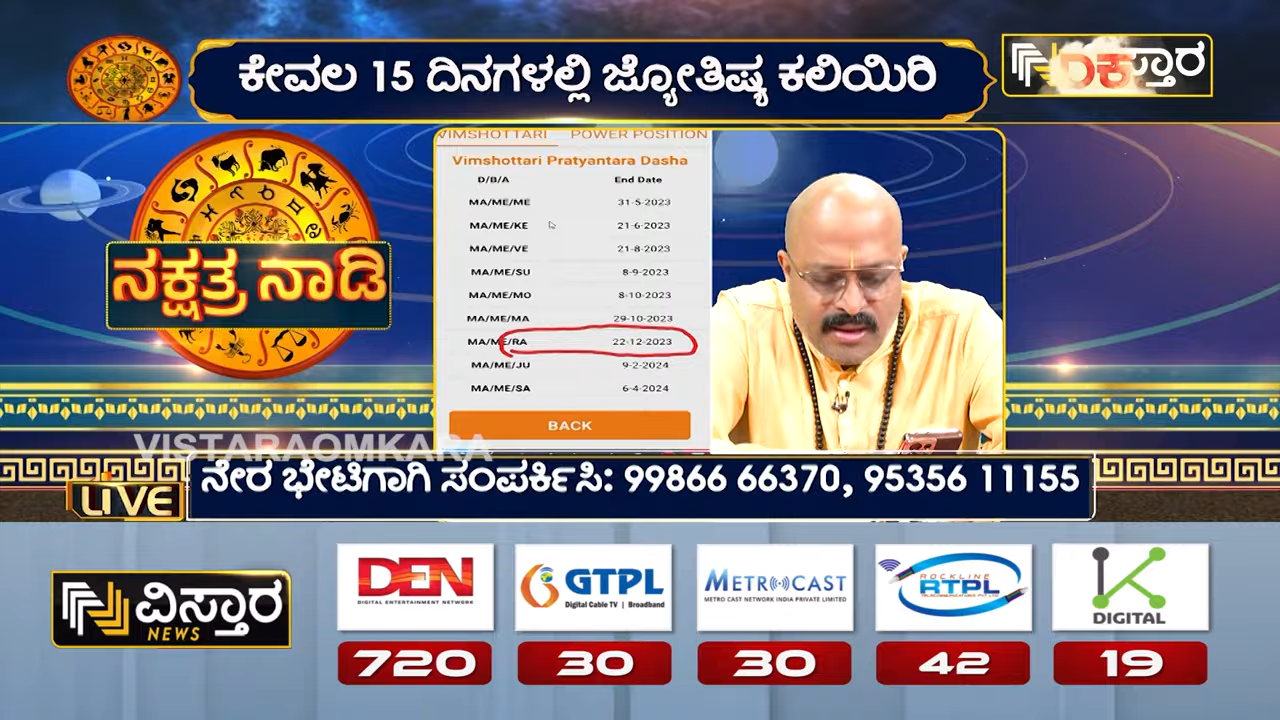 ಕೇವಲ 15 ದಿನಗಳಲ್ಲಿ ಜ್ಯೋತಿಷ್ಯ ಕಲಿಯಿರಿ
ಸ್ತಾರ
VIMSHOTTARI POWER POSITION
Vimshottari Pratyantara Dasha
D/B/A End Date
MA/ME/ME 31-5-2023
MA/ME/KE 21-6-2023
MA/ME/VE 21-8-2023
MA/ME/SU 8-9-2023
MA/ME/MO 8-10-2023
MA/ME/MA 29-10-2023
MA/ME/RA 22-12-2023
MA/ME/JU 9-2-2024
MA/ME/SA 6-4-2024
BACK
ನಕ್ಷತ್ರ ನಾಡಿ
VISTARAOMKARA
LIVE
ನೇರ ಭೇಟಿಗಾಗಿ ಸಂಪರ್ಕಿಸಿ: 99866 66370, 95356 11155
ವಿಸ್ತಾರ
NEWS
DEN
DIGITAL ENTERTAINMENT NETWORK
GTPL
Digital Cable TV | Broadband
METROCAST
METRO CAST NETWORK INDIA PRIVATE LIMITED
ROCKLINE
RTPL
K
DIGITAL
720 30 30 42 19